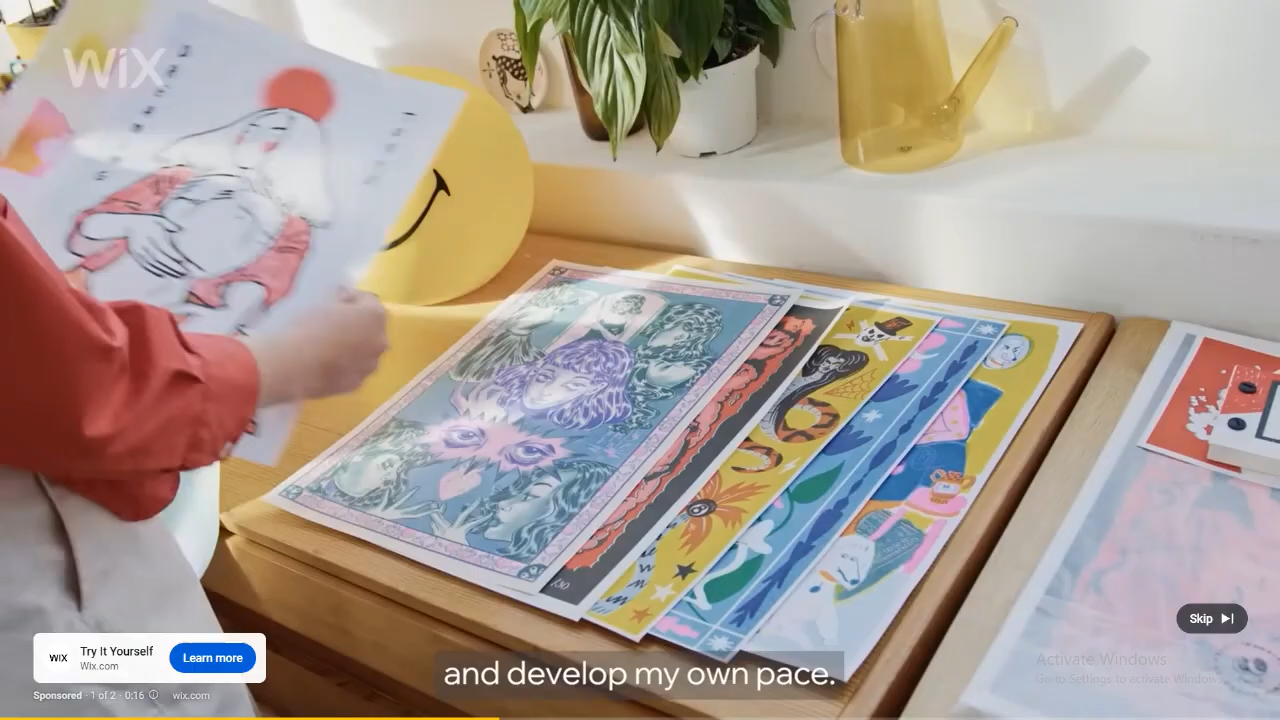 WiX
/30
and develop my own pace.
Skip
WiX
Try It Yourself
Wix.com
Learn more
Sponsored · 1 of 2 · 0:16
wix.com
Activate Windows
Go to Settings to activate Windows.